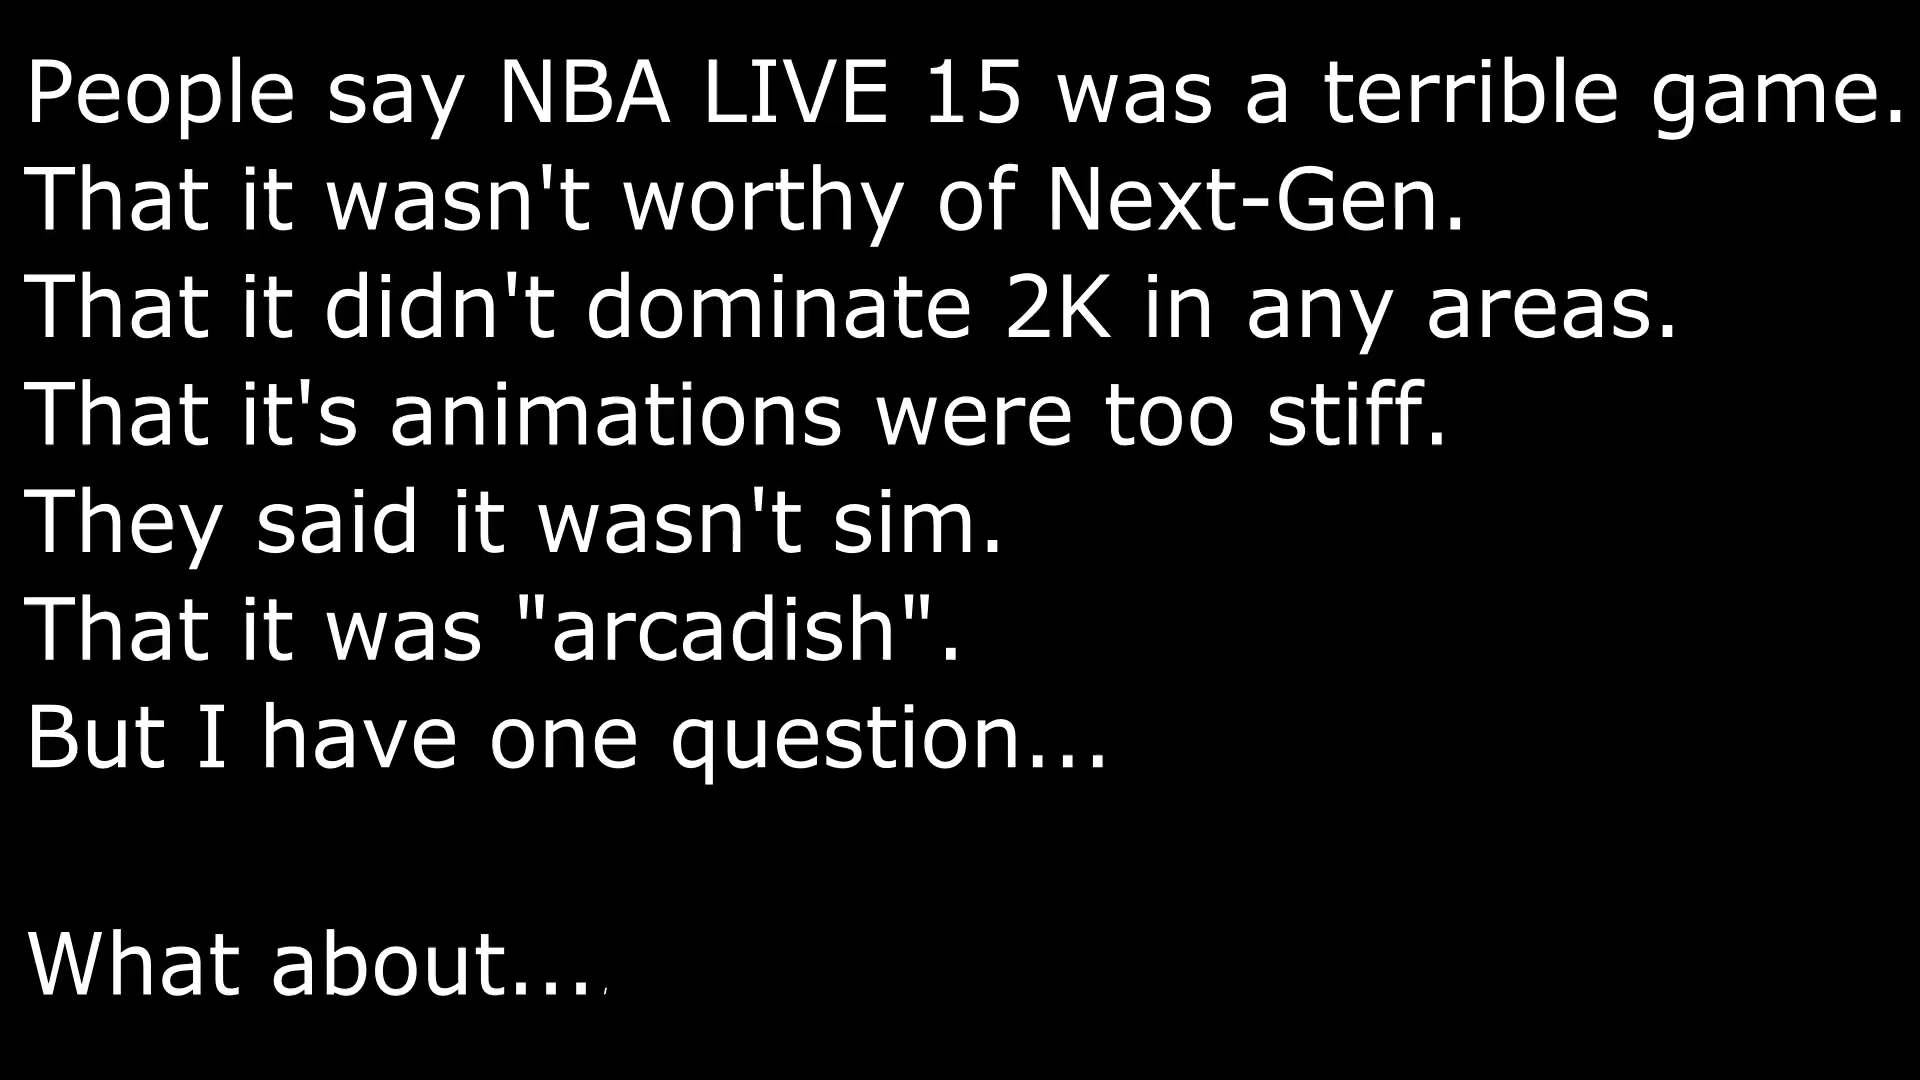 People say NBA LIVE 15 was a terrible game.
That it wasn't worthy of Next-Gen.
That it didn't dominate 2K in any areas.
That it's animations were too stiff.
They said it wasn't sim.
That it was "arcadish".
But I have one question...
What about...